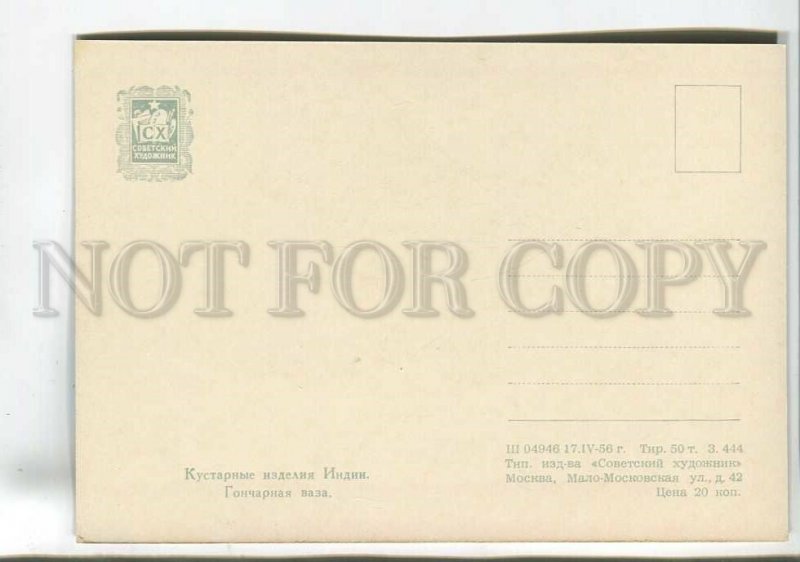 СХ
СОВЕТСКИЙ
ХУДОЖНИК
NOT FOR COPY
Кустарные изделия Индии.
Гончарная ваза.
Ш 04946 17.IV-56 г. Тир. 50 т. З. 444
Тип. изд-ва «Советский художник»
Москва, Мало-Московская ул., д. 42
Цена 20 коп.